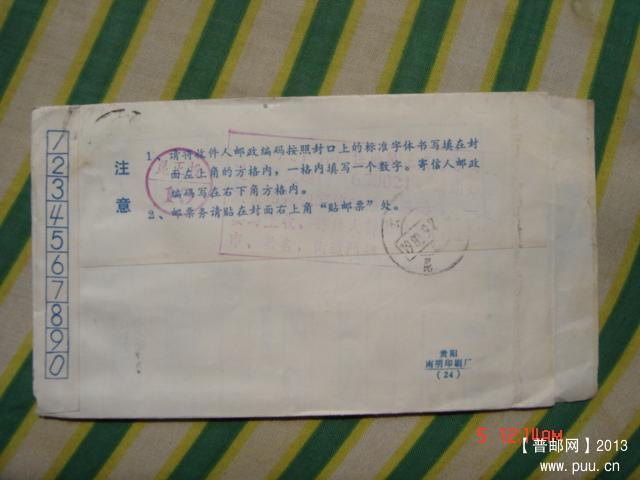 1
2
3
4
5
6
7
8
9
0
注意
1、请将收件人邮政编码按照封口上的标准字体书写填在封
面左上角的方格内，一格内填写一个数字。寄信人邮政
编码写在右下角方格内。
2、邮票务请贴在封面右上角“贴邮票”处。
贵阳
南明印刷厂
(24)
5 12:14AM
【普邮网】2013
www.puu.cn